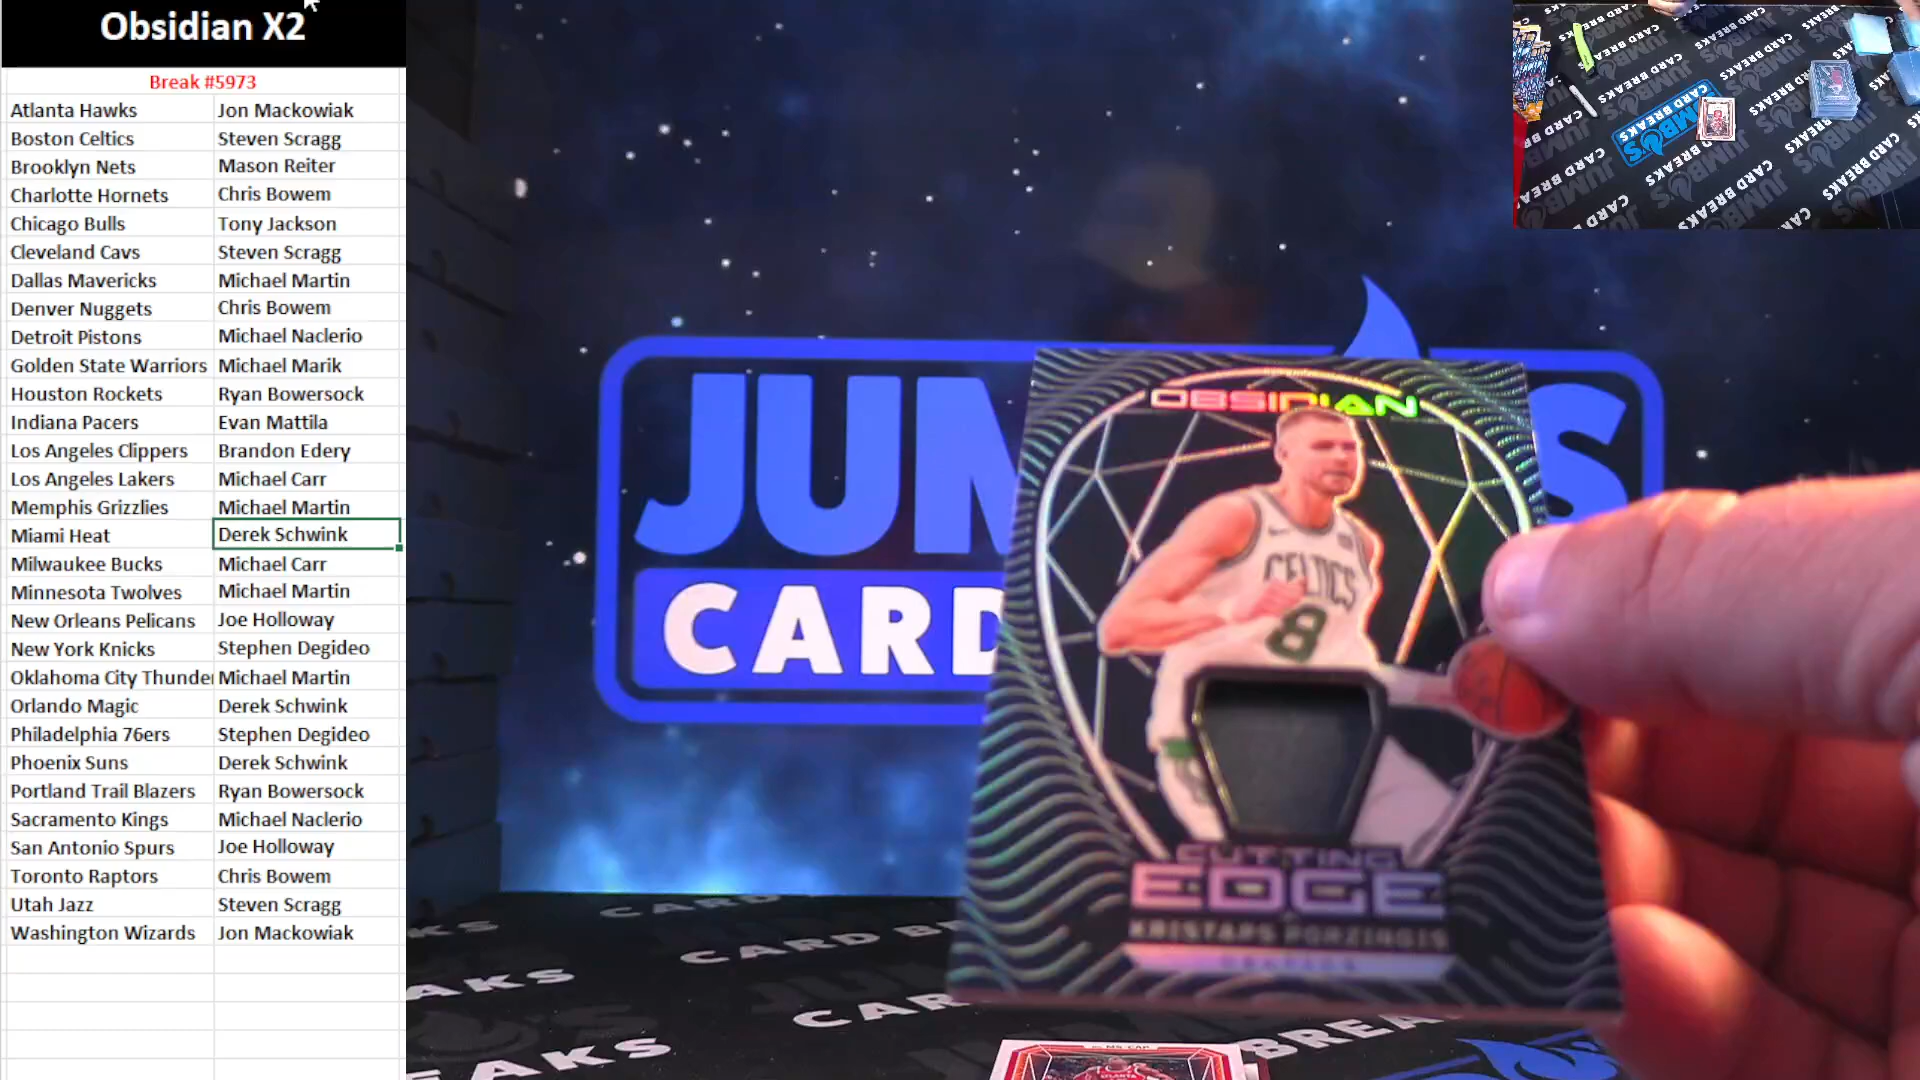 Obsidian X2
Break #5973
Atlanta Hawks Jon Mackowiak
Boston Celtics Steven Scragg
Brooklyn Nets Mason Reiter
Charlotte Hornets Chris Bowem
Chicago Bulls Tony Jackson
Cleveland Cavs Steven Scragg
Dallas Mavericks Michael Martin
Denver Nuggets Chris Bowem
Detroit Pistons Michael Naclerio
Golden State Warriors Michael Marik
Houston Rockets Ryan Bowersock
Indiana Pacers Evan Mattila
Los Angeles Clippers Brandon Edery
Los Angeles Lakers Michael Carr
Memphis Grizzlies Michael Martin
Miami Heat Derek Schwink
Milwaukee Bucks Michael Carr
Minnesota Twolves Michael Martin
New Orleans Pelicans Joe Holloway
New York Knicks Stephen Degideo
Oklahoma City Thunder Michael Martin
Orlando Magic Derek Schwink
Philadelphia 76ers Stephen Degideo
Phoenix Suns Derek Schwink
Portland Trail Blazers Ryan Bowersock
Sacramento Kings Michael Naclerio
San Antonio Spurs Joe Holloway
Toronto Raptors Chris Bowem
Utah Jazz Steven Scragg
Washington Wizards Jon Mackowiak
OBSIDIAN
CELTICS
8
CUTTING
EDGE
KRISTAPS PORZINGIS
JUMBO'S
CARD BREAKS